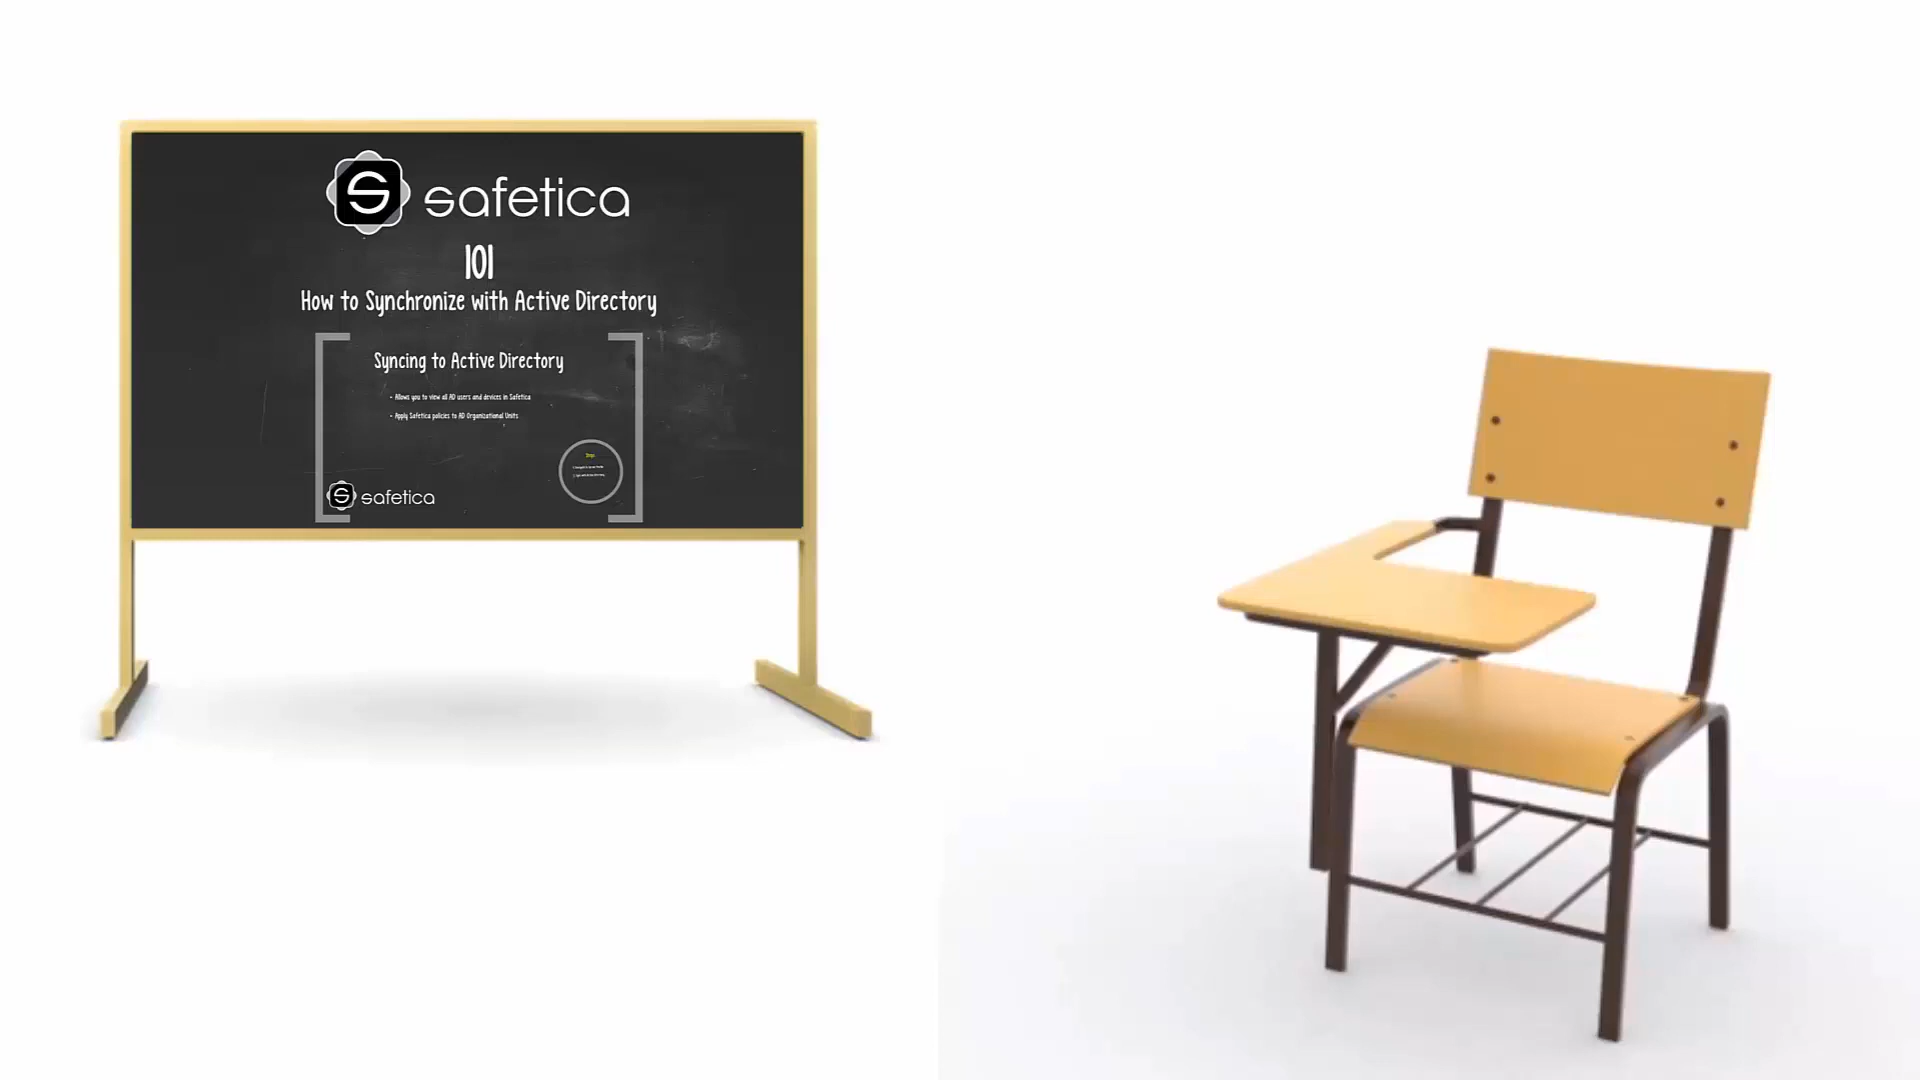 safetica
101
How to Synchronize with Active Directory
Syncing to Active Directory
- Allows you to view all AD users and devices in Safetica
- Apply Safetica policies to AD Organizational Units
Steps
safetica